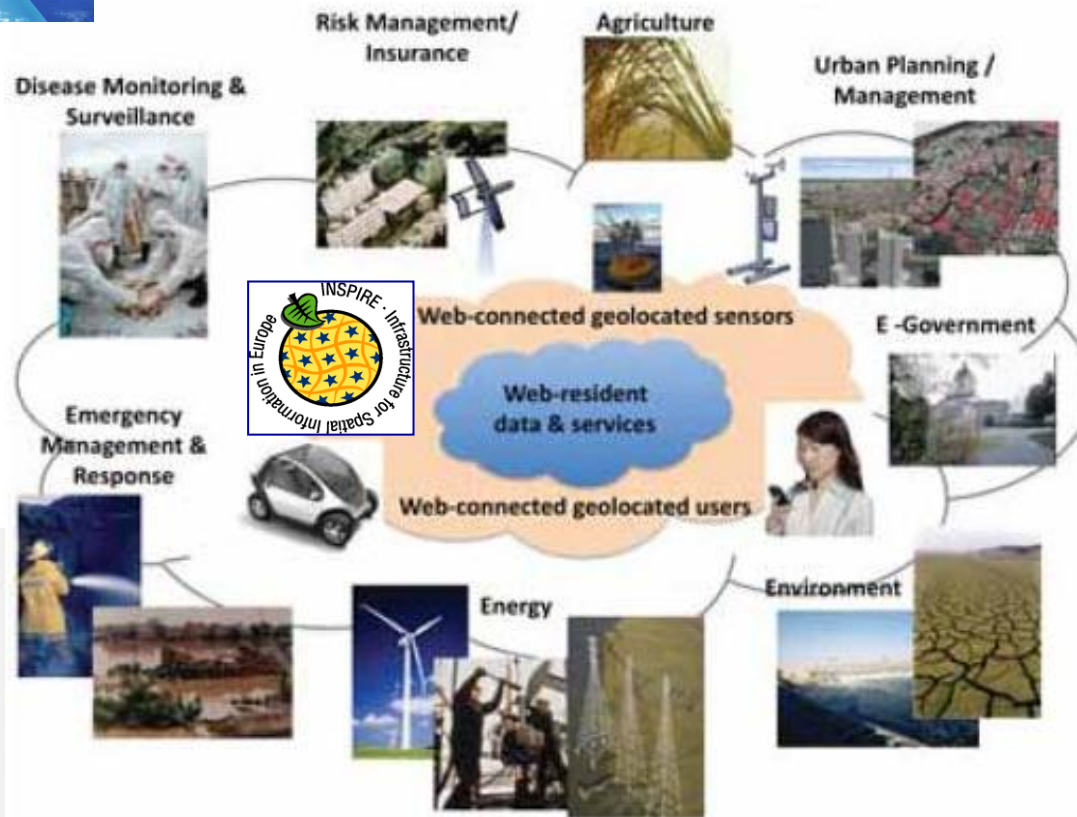 Risk Management/
Insurance
Agriculture
Urban Planning /
Management
Disease Monitoring &
Surveillance
INSPIRE - Infrastructure for Spatial Information in Europe
Web-connected geolocated sensors
E -Government
Web-resident
data & services
Emergency
Management &
Response
Web-connected geolocated users
Energy
Environment